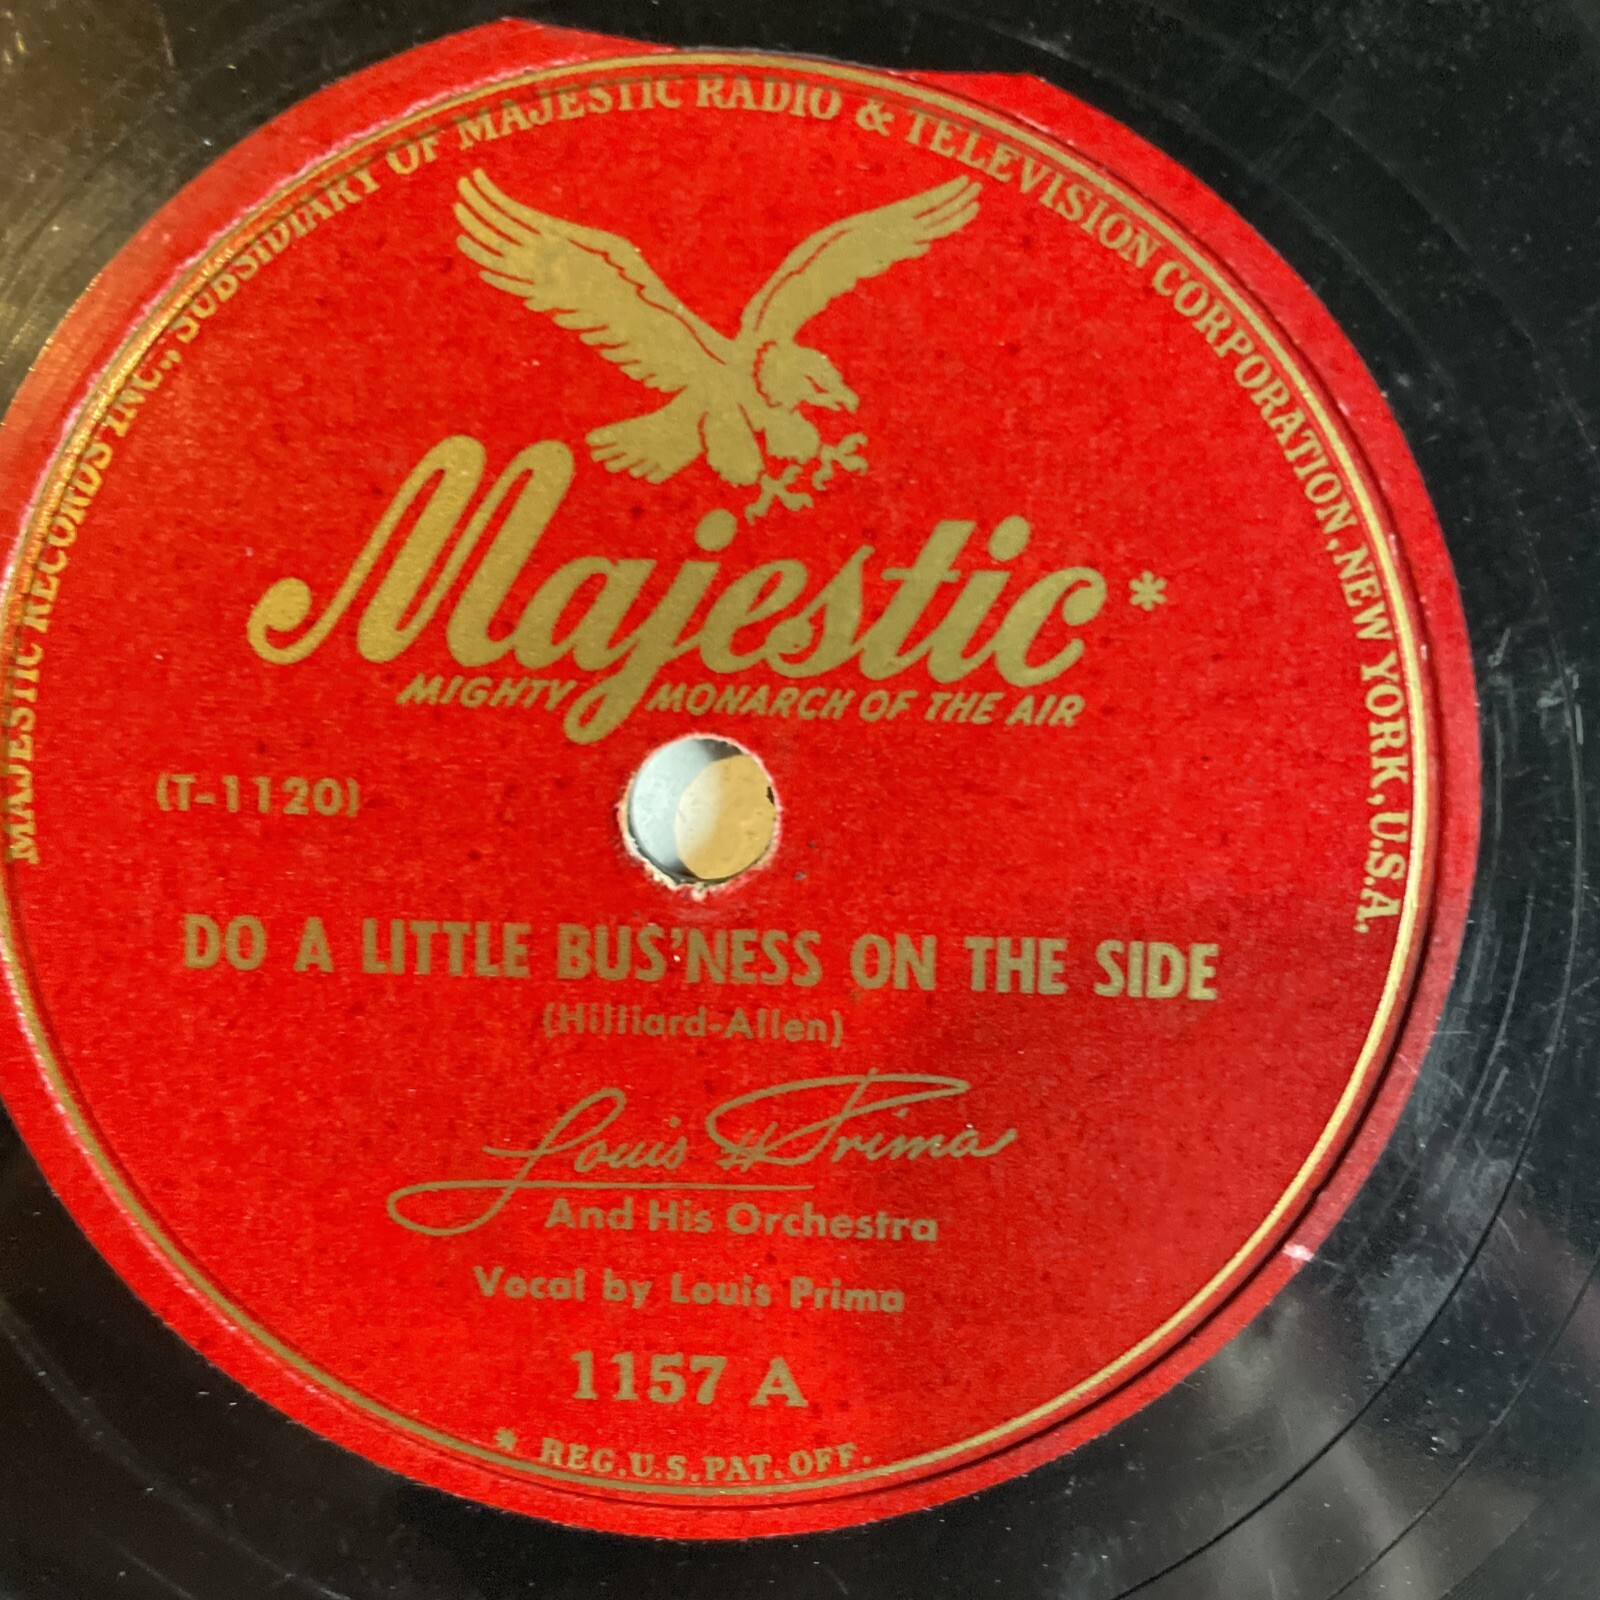 MAJESTIC RECORDS INC., SUBSIDIARY OF MAJESTIC RADIO & TELEVISION CORPORATION, NEW YORK, U.S.A.
Majestic*
MIGHTY MONARCH OF THE AIR
(T-1120)
DO A LITTLE BUS'NESS ON THE SIDE
(Hilliard-Allen)
Louis Prima
And His Orchestra
Vocal by Louis Prima
1157 A
* REG.U.S.PAT.OFF.